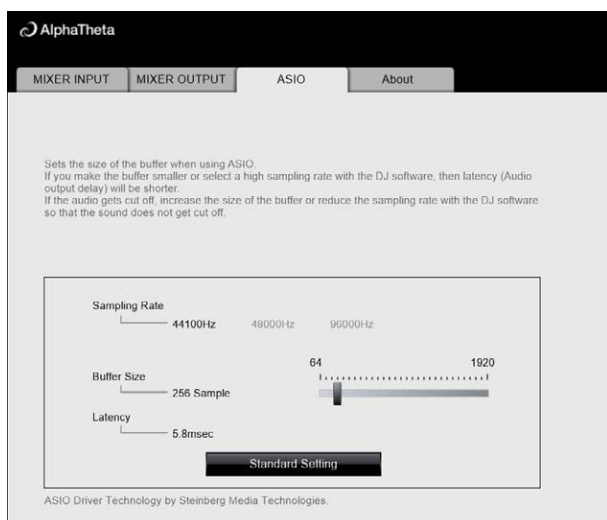 AlphaTheta
MIXER INPUT MIXER OUTPUT ASIO About
Sets the size of the buffer when using ASIO.
If you make the buffer smaller or select a high sampling rate with the DJ software, then latency (Audio
output delay) will be shorter.
If the audio gets cut off, increase the size of the buffer or reduce the sampling rate with the DJ software
so that the sound does not get cut off.
Sampling Rate
44100Hz 48000Hz 96000Hz
64 1920
Buffer Size
256 Sample
Latency
5.8msec
Standard Setting
ASIO Driver Technology by Steinberg Media Technologies.